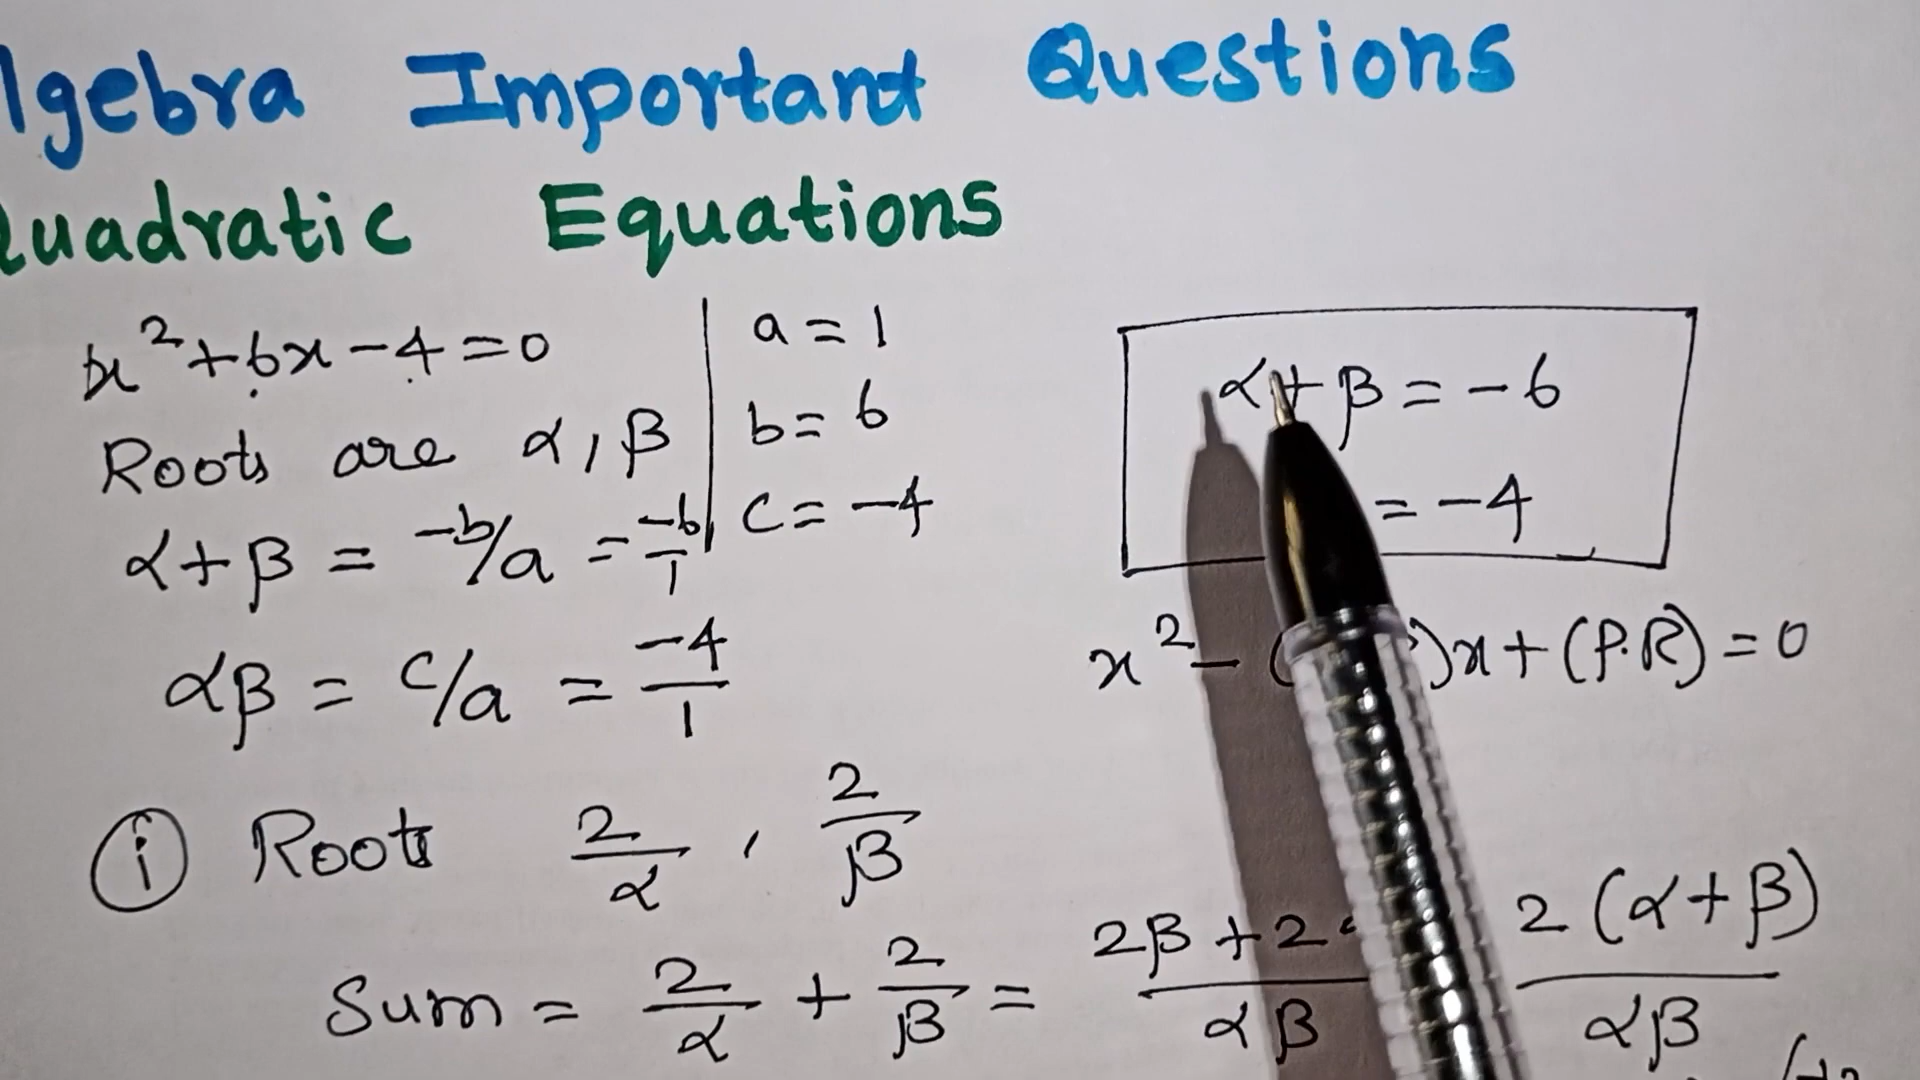 lgebra Important Questions
uadratic Equations
x² + 6x - 4 = 0
Roots are α, β
α + β = -b/a = -6/1
αβ = c/a = -4/1
a = 1
b = 6
c = -4
α + β = -6
= -4
x² - ( )x + (P.R) = 0
(i) Roots 2/α , 2/β
Sum = 2/α + 2/β = 2β + 2 / αβ 2(α + β) / αβ